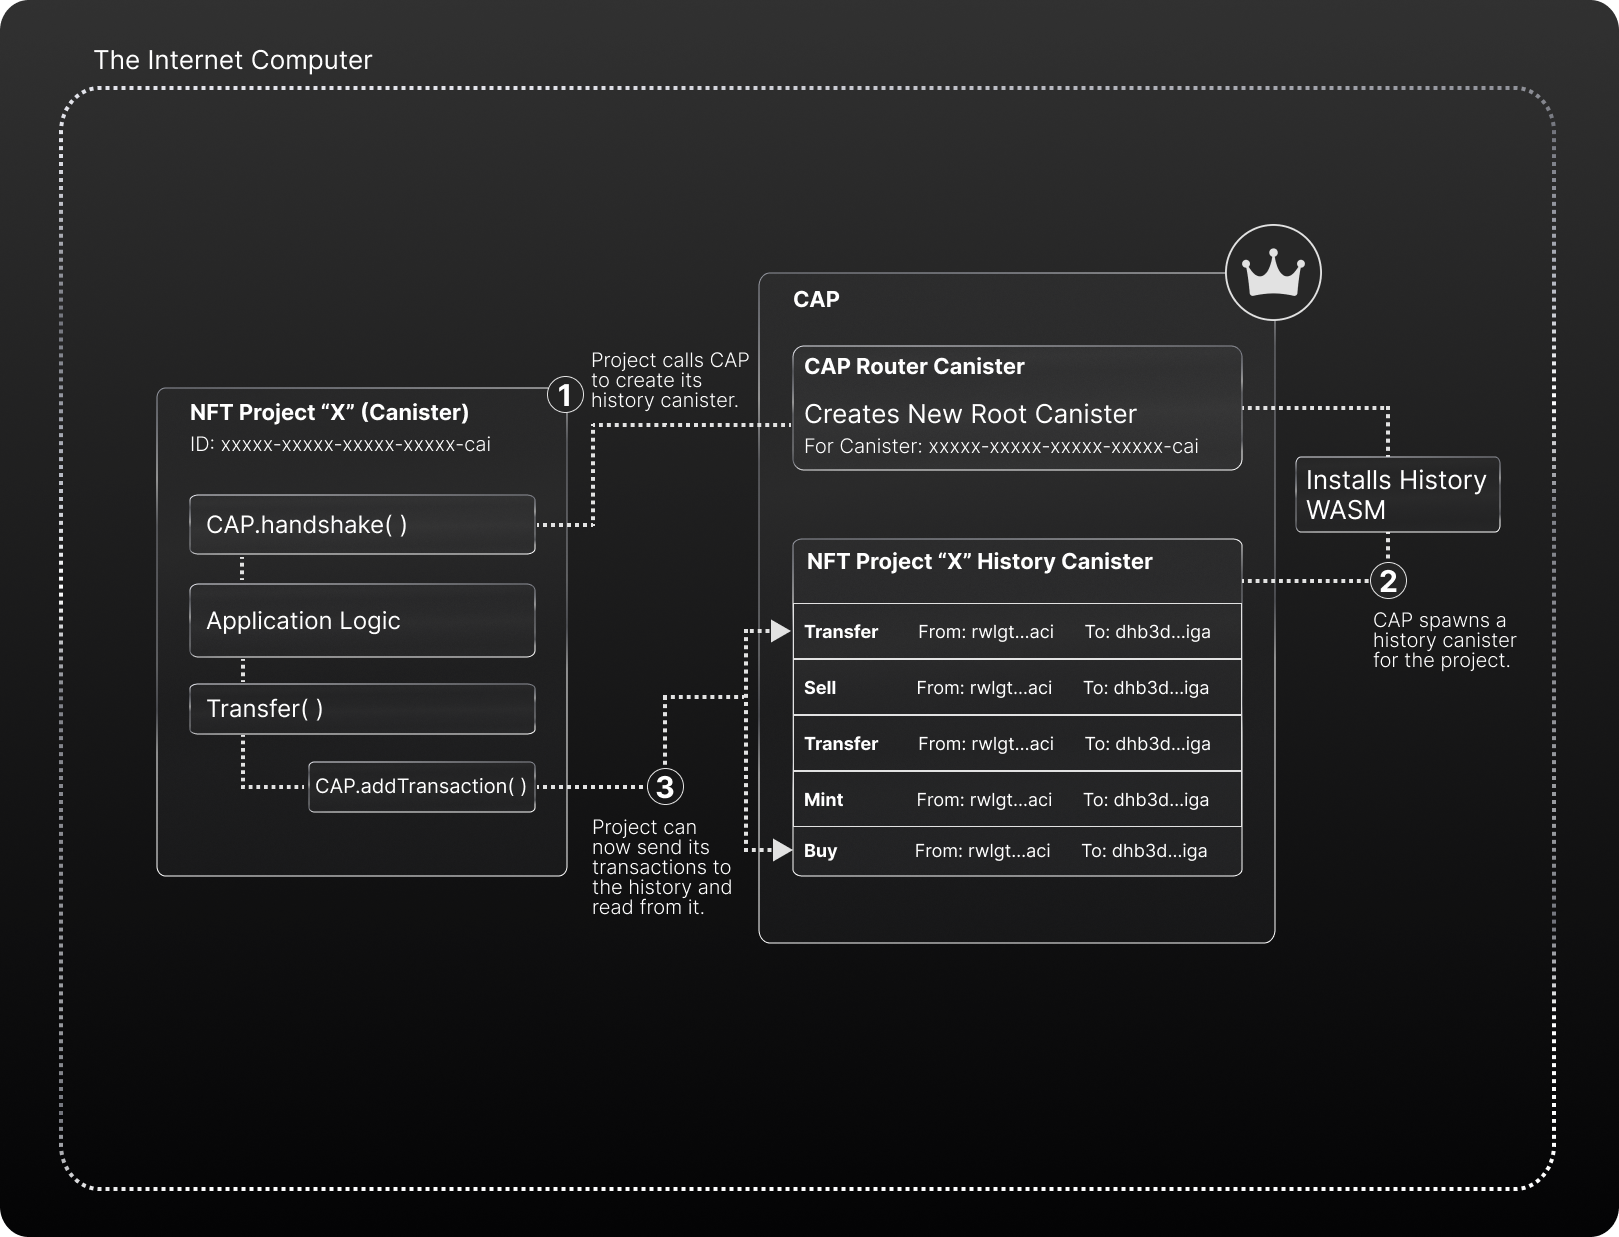 The Internet Computer
NFT Project “X” (Canister)
ID: xxxxx-xxxxx-xxxxx-xxxxx-cai
CAP.handshake( )
Application Logic
Transfer( )
CAP.addTransaction( )
1
Project calls CAP
to create its
history canister.
CAP
CAP Router Canister
Creates New Root Canister
For Canister: xxxxx-xxxxx-xxxxx-xxxxx-cai
Installs History
WASM
2
CAP spawns a
history canister
for the project.
NFT Project “X” History Canister
Transfer From: rwlgt...aci To: dhb3d...iga
Sell From: rwlgt...aci To: dhb3d...iga
Transfer From: rwlgt...aci To: dhb3d...iga
Mint From: rwlgt...aci To: dhb3d...iga
Buy From: rwlgt...aci To: dhb3d...iga
3
Project can
now send its
transactions to
the history and
read from it.